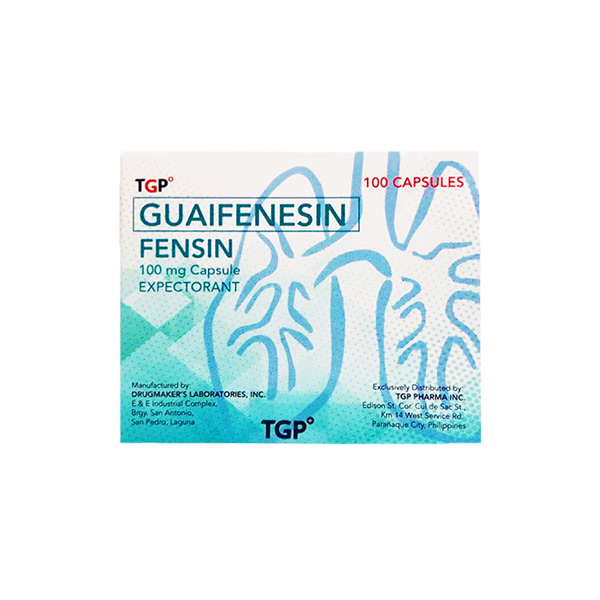 TGP
100 CAPSULES
GUAIFENESIN
FENSIN
100 mg Capsule
EXPECTORANT
Manufactured by:
DRUGMAKER'S LABORATORIES, INC.
E & E Industrial Complex,
Brgy. San Antonio,
San Pedro, Laguna
Exclusively Distributed by:
TGP PHARMA INC.
Edison St. Cor. Cul de Sac St.,
Km 14 West Service Rd.
Parañaque City, Philippines
TGP